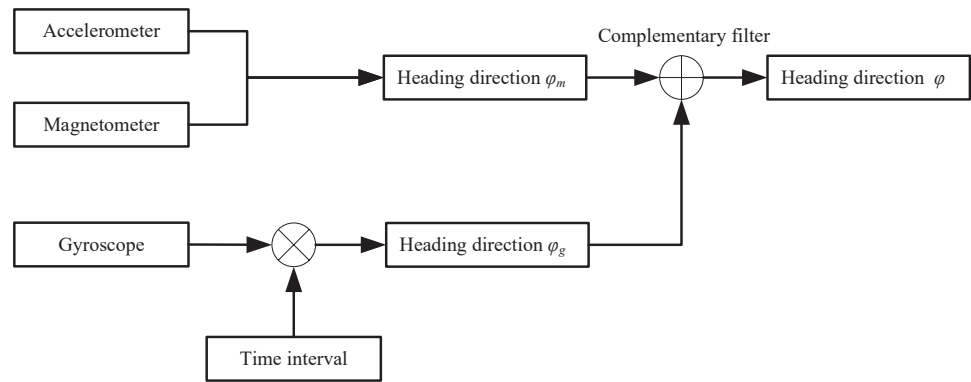 Accelerometer
Complementary filter
Heading direction φm
Heading direction φ
Magnetometer
Gyroscope
Heading direction φg
Time interval